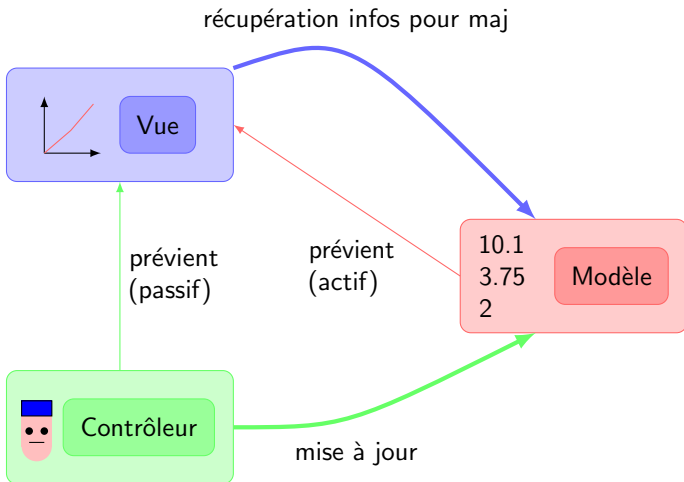 récupération infos pour maj
Vue
prévient
(passif)
prévient
(actif)
10.1
3.75
2
Modèle
Contrôleur
mise à jour